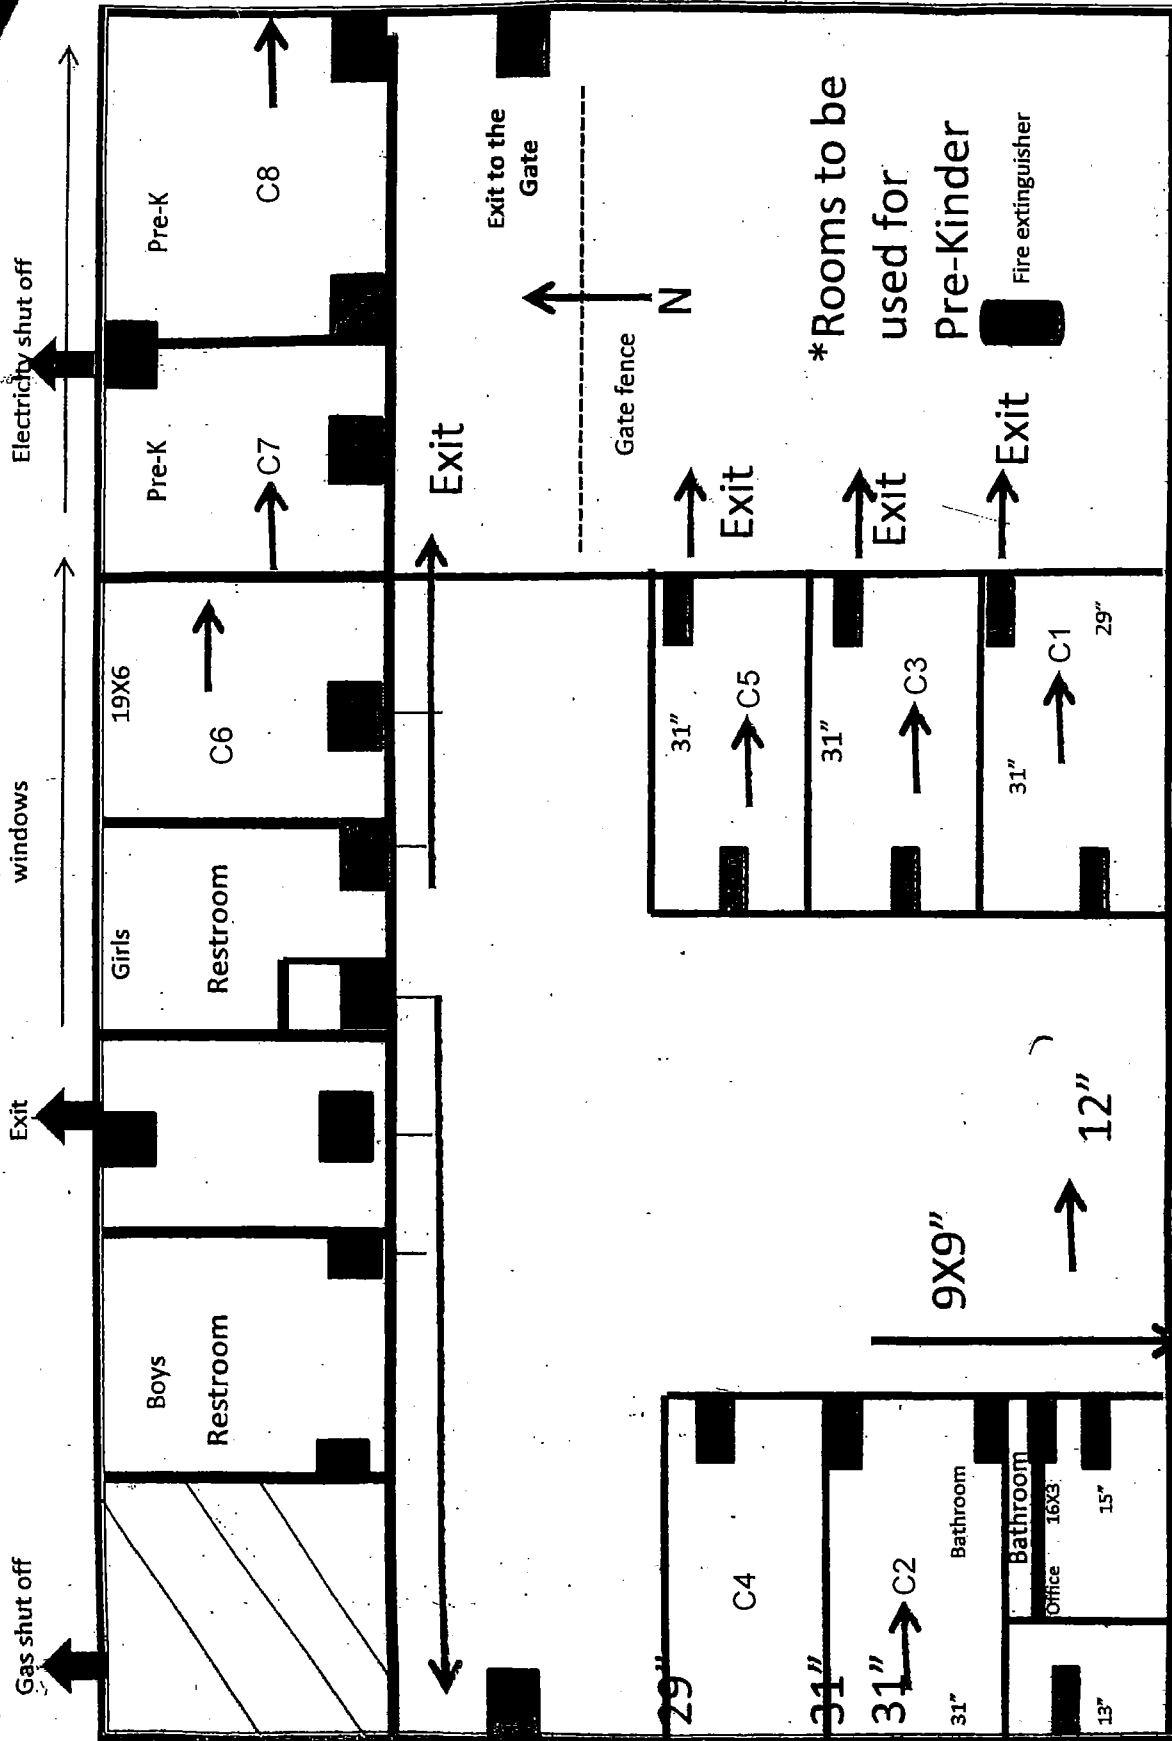 Gas shut off
Exit
windows
Electricity shut off
Boys
Restroom
Girls
Restroom
19X6
C6
Pre-K
C7
Pre-K
C8
Exit
Exit to the
Gate
Gate fence
N
29”
C4
31”
C5
Exit
31”
31”
C2
31”
Bathroom
31”
C3
Exit
*Rooms to be
used for
Pre-Kinder
Fire extinguisher
9X9”
12”
31”
C1
29”
Exit
Bathroom
Office
16X3
15”
13”